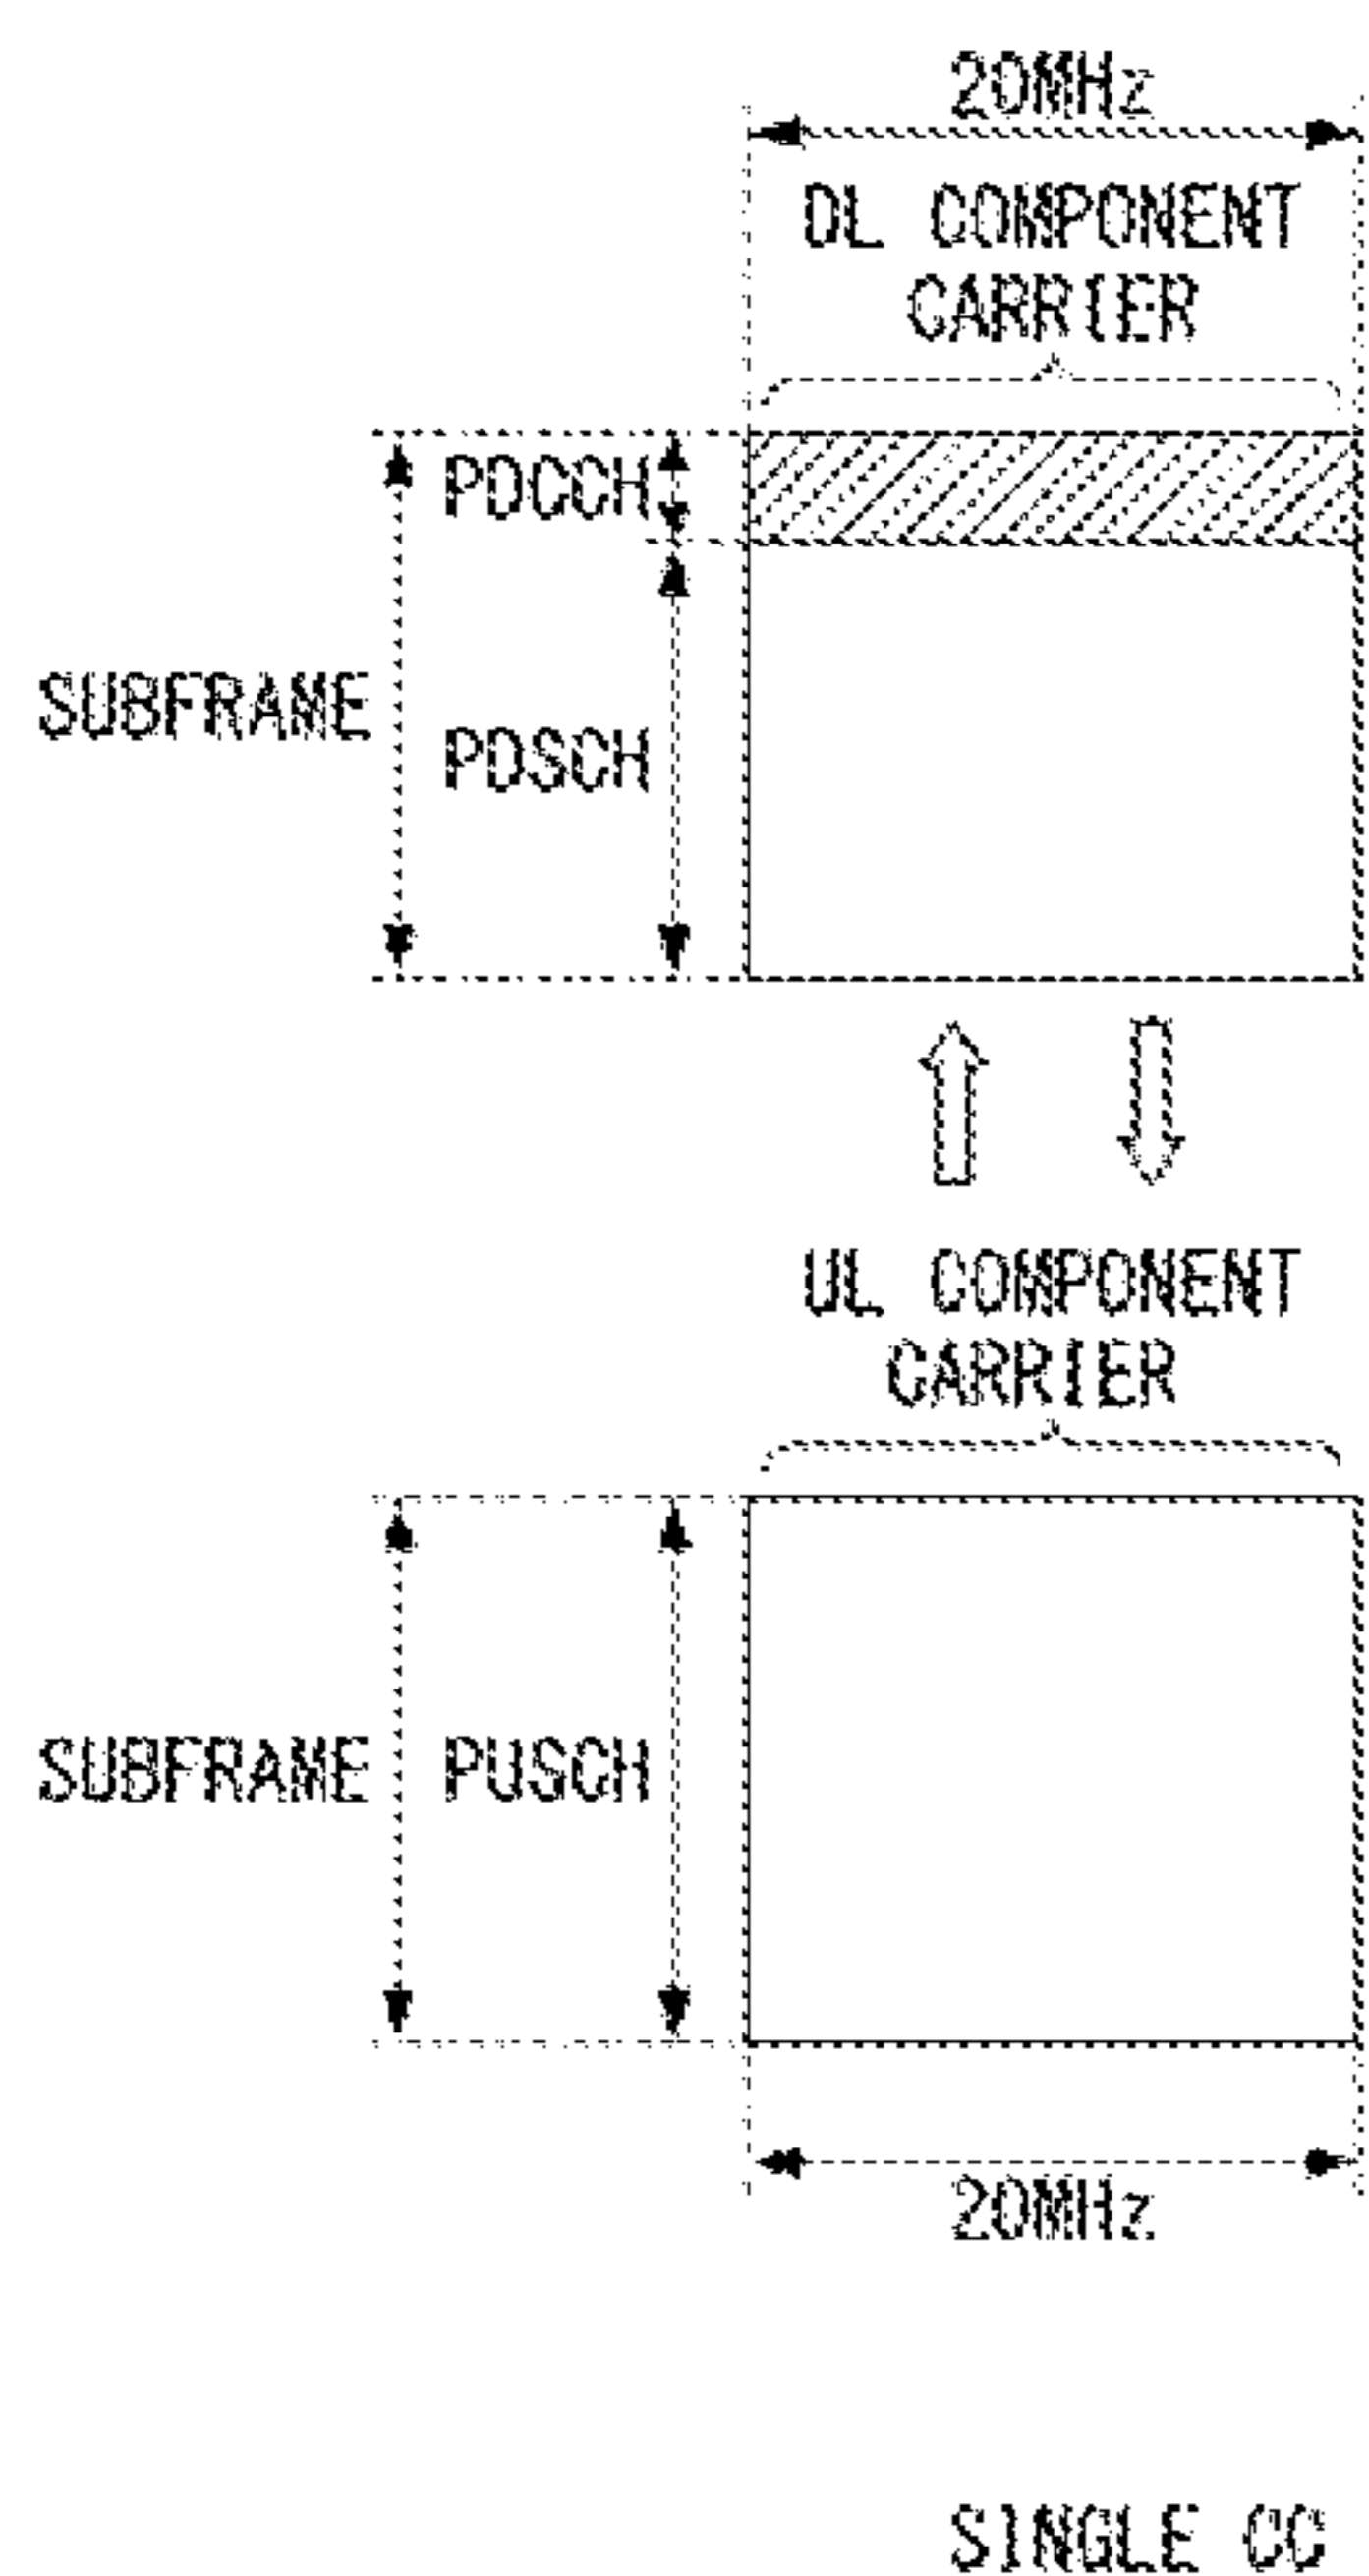 20MHz
DL COMPONENT
CARRIER
PDCCH
SUBFRAME
PDSCH
UL COMPONENT
CARRIER
SUBFRAME
PUSCH
20MHz
SINGLE CC